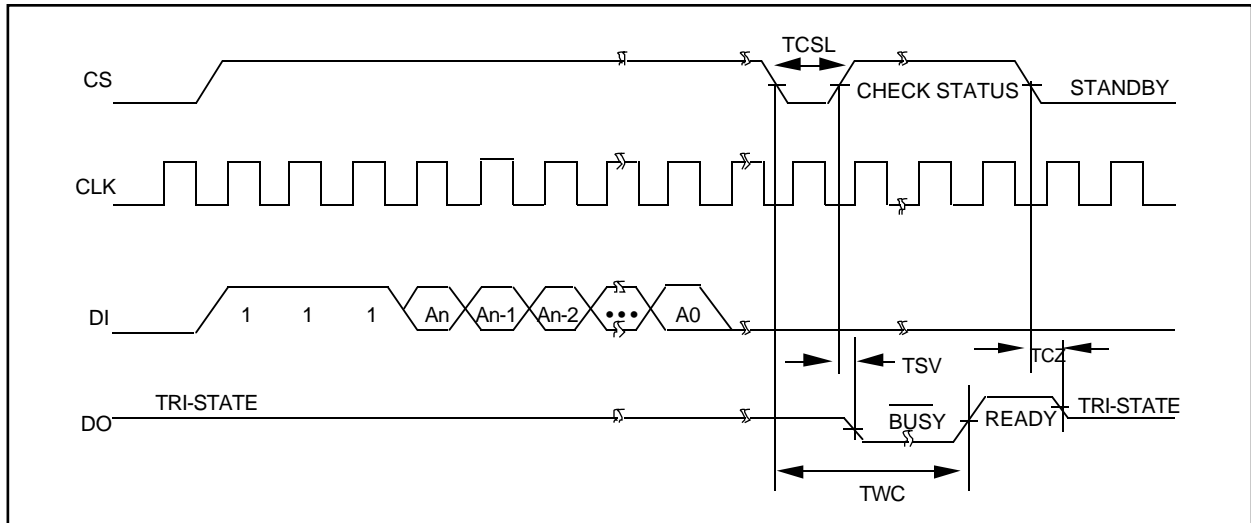 TCSL
CS
CHECK STATUS
STANDBY
CLK
DI
1 1 1 An An-1 An-2 ••• A0
TSV
TCZ
TRI-STATE
DO
BUSY
READY
TRI-STATE
TWC